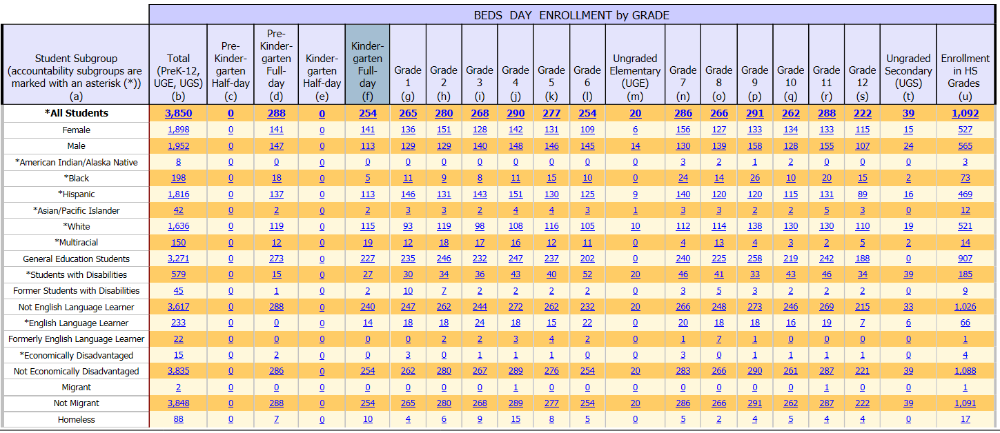 BEDS DAY ENROLLMENT by GRADE
Student Subgroup (accountability subgroups are marked with an asterisk (*)) (a) | Total (PreK-12, UGE, UGS) (b) | Pre-Kinder-garten Half-day (c) | Pre-Kinder-garten Full-day (d) | Kinder-garten Half-day (e) | Kinder-garten Full-day (f) | Grade 1 (g) | Grade 2 (h) | Grade 3 (i) | Grade 4 (j) | Grade 5 (k) | Grade 6 (l) | Ungraded Elementary (UGE) (m) | Grade 7 (n) | Grade 8 (o) | Grade 9 (p) | Grade 10 (q) | Grade 11 (r) | Grade 12 (s) | Ungraded Secondary (UGS) (t) | Enrollment in HS Grades (u)
*All Students 3,850 0 288 0 254 265 280 268 290 277 254 20 286 266 291 262 288 222 39 1,092
Female 1,898 0 141 0 141 136 151 128 142 131 109 6 156 127 133 134 133 115 15 527
Male 1,952 0 147 0 113 129 129 140 148 146 145 14 130 139 158 128 155 107 24 565
*American Indian/Alaska Native 8 0 0 0 0 0 0 0 0 0 0 0 3 2 1 2 0 0 0 3
*Black 198 0 18 0 5 11 9 8 11 15 10 0 24 14 26 10 20 15 2 73
*Hispanic 1,816 0 137 0 113 146 131 143 151 130 125 9 140 120 120 115 131 89 16 469
*Asian/Pacific Islander 42 0 2 0 2 3 3 2 4 4 3 1 3 3 2 2 5 3 0 12
*White 1,636 0 119 0 115 93 119 98 108 116 105 10 112 114 138 130 130 110 19 521
*Multiracial 150 0 12 0 19 12 18 17 16 12 11 0 4 13 4 3 2 5 2 14
General Education Students 3,271 0 273 0 227 235 246 232 247 237 202 0 240 225 258 219 242 188 0 907
*Students with Disabilities 579 0 15 0 27 30 34 36 43 40 52 20 46 41 33 43 46 34 39 185
Former Students with Disabilities 45 0 1 0 2 10 7 2 2 2 2 0 3 5 3 2 2 2 0 9
Not English Language Learner 3,617 0 288 0 240 247 262 244 272 262 232 20 266 248 273 246 269 215 33 1,026
*English Language Learner 233 0 0 0 14 18 18 24 18 15 22 0 20 18 18 16 19 7 6 66
Formerly English Language Learner 22 0 0 0 0 0 2 2 3 4 2 0 1 7 1 0 0 0 0 1
*Economically Disadvantaged 15 0 2 0 0 3 0 1 1 1 0 0 3 0 1 1 1 1 0 4
Not Economically Disadvantaged 3,835 0 286 0 254 262 280 267 289 276 254 20 283 266 290 261 287 221 39 1,088
Migrant 2 0 0 0 0 0 0 0 1 0 0 0 0 0 0 0 1 0 0 1
Not Migrant 3,848 0 288 0 254 265 280 268 289 277 254 20 286 266 291 262 287 222 39 1,091
Homeless 88 0 7 0 10 4 6 9 15 8 5 0 5 2 4 5 4 4 0 17